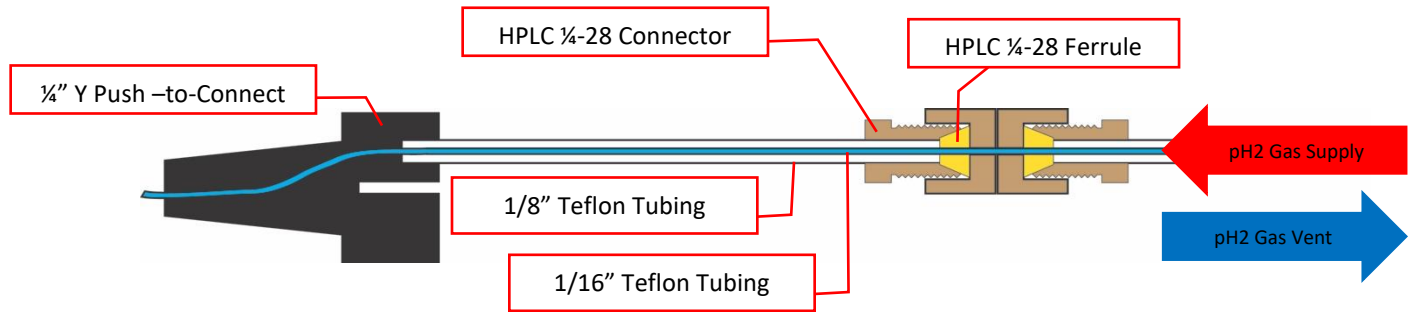 HPLC ¼-28 Connector
HPLC ¼-28 Ferrule
¼” Y Push –to-Connect
pH2 Gas Supply
1/8” Teflon Tubing
pH2 Gas Vent
1/16” Teflon Tubing